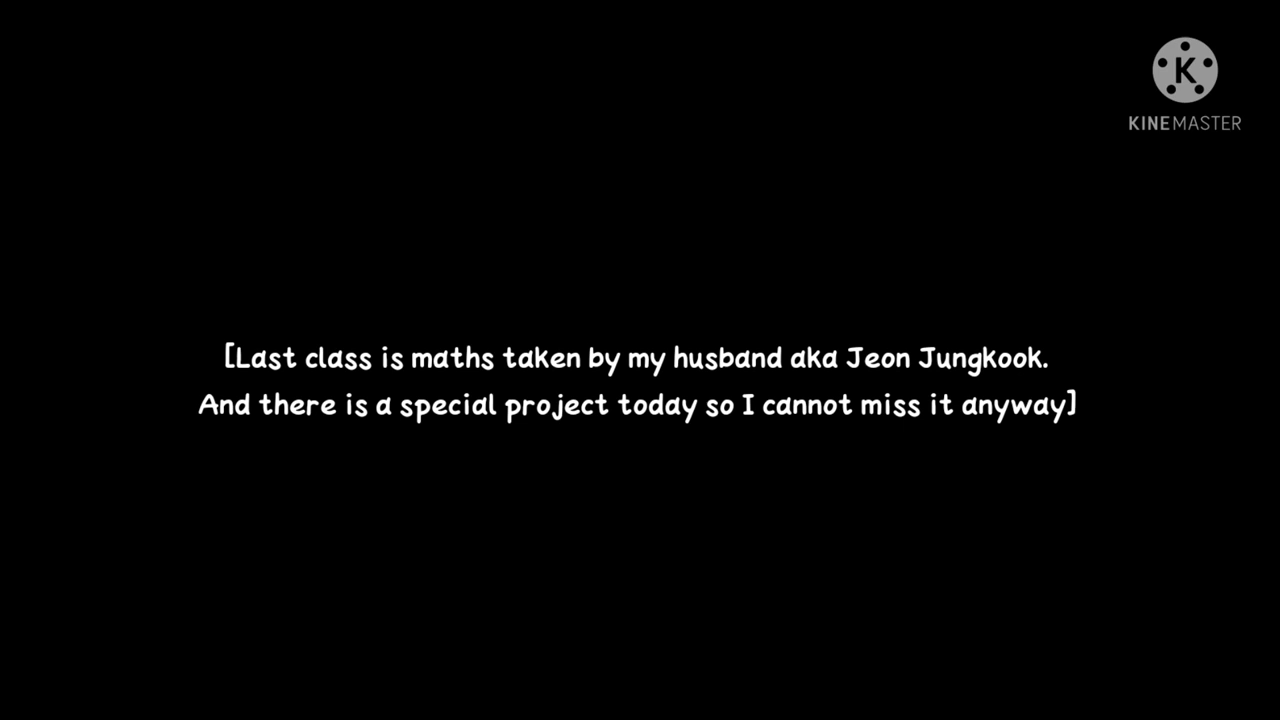 K
KINEMASTER
[Last class is maths taken by my husband aka Jeon Jungkook.
And there is a special project today so I cannot miss it anyway]